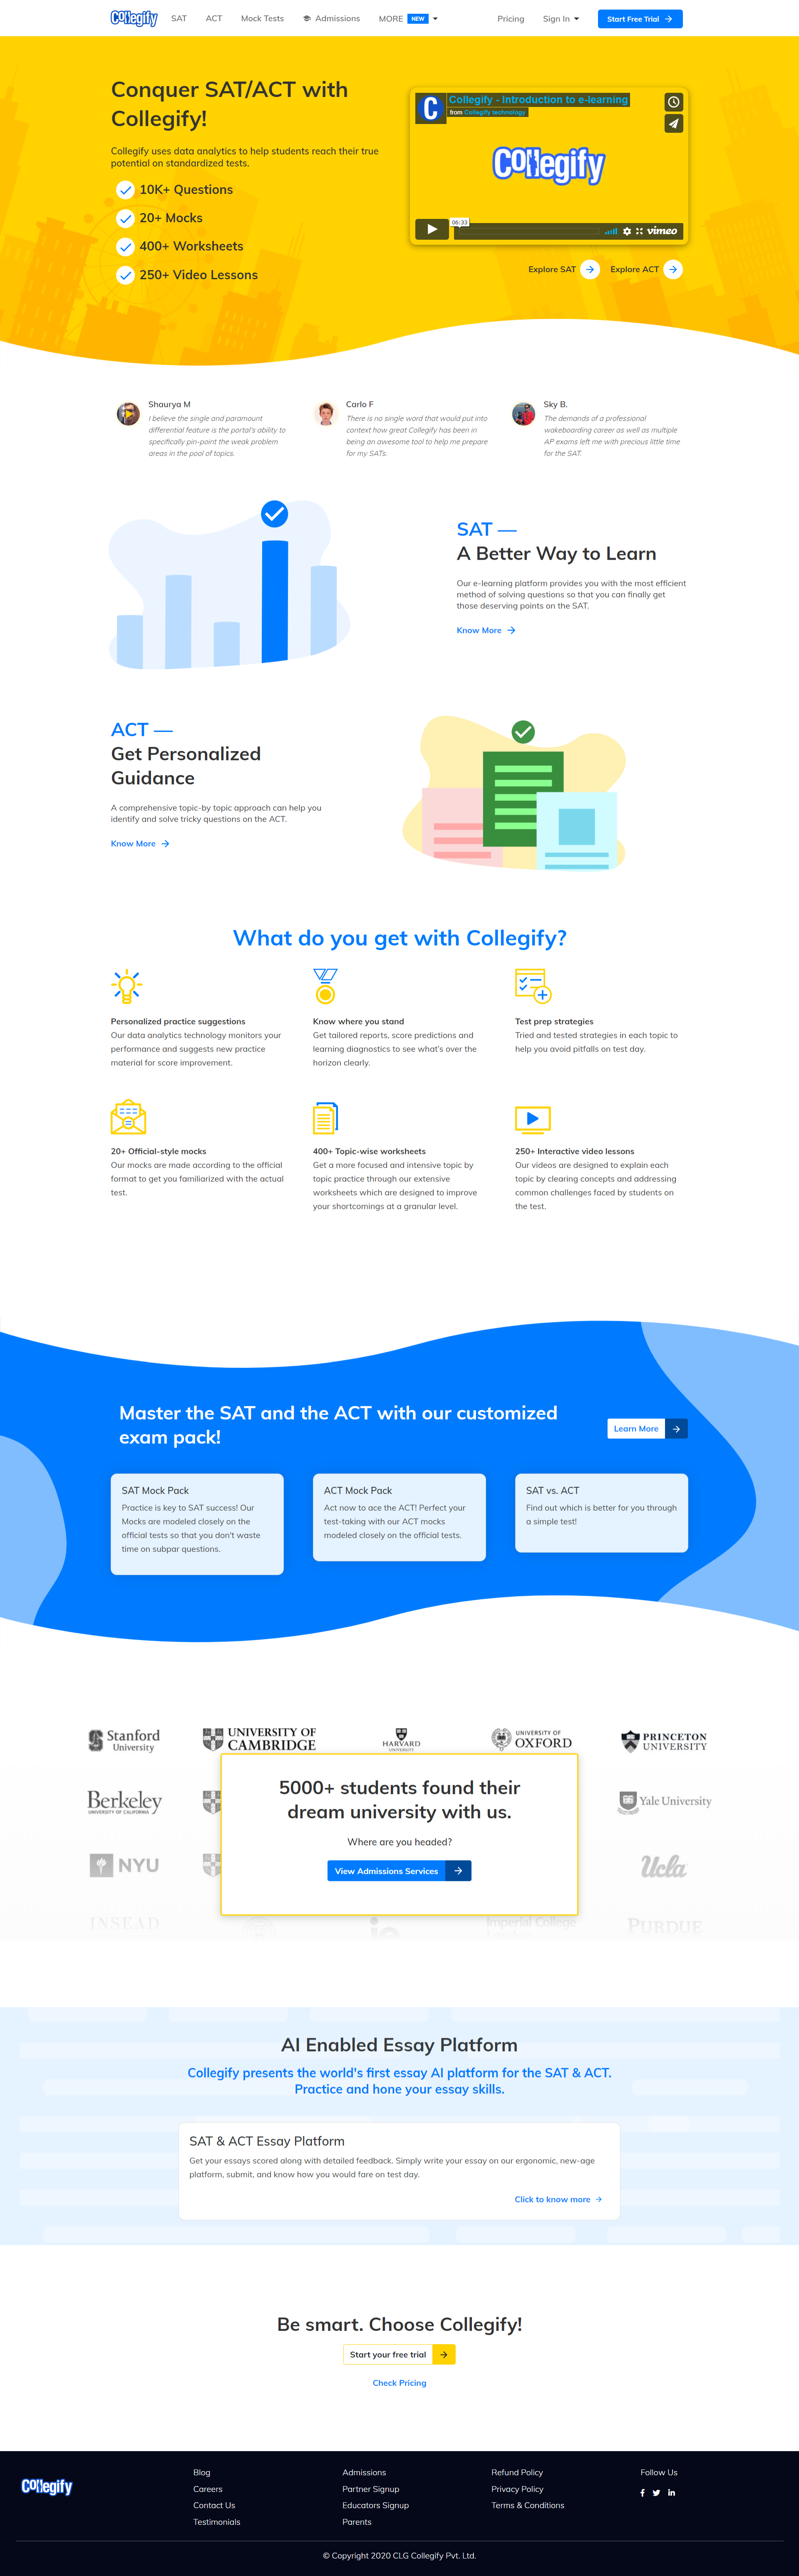 Collegify SAT ACT Mock Tests Admissions MORE NEW Pricing Sign In Start Free Trial
Conquer SAT/ACT with
Collegify!
Collegify uses data analytics to help students reach their true
potential on standardized tests.
10K+ Questions
20+ Mocks
400+ Worksheets
250+ Video Lessons
C
Collegify - Introduction to e-learning
from Collegify technology
Collegify
06:33
vimeo
Explore SAT
Explore ACT
Shaurya M
I believe the single and paramount
differential feature is the portal's ability to
specifically pin-point the weak problem
areas in the pool of topics.
Carlo F
There is no single word that would put into
context how great Collegify has been in
being an awesome tool to help me prepare
for my SATs.
Sky B.
The demands of a professional
wakeboarding career as well as multiple
AP exams left me with precious little time
for the SAT.
SAT —
A Better Way to Learn
Our e-learning platform provides you with the most efficient
method of solving questions so that you can finally get
those deserving points on the SAT.
Know More
ACT —
Get Personalized
Guidance
A comprehensive topic-by topic approach can help you
identify and solve tricky questions on the ACT.
Know More
What do you get with Collegify?
Personalized practice suggestions
Our data analytics technology monitors your
performance and suggests new practice
material for score improvement.
Know where you stand
Get tailored reports, score predictions and
learning diagnostics to see what's over the
horizon clearly.
Test prep strategies
Tried and tested strategies in each topic to
help you avoid pitfalls on test day.
20+ Official-style mocks
Our mocks are made according to the official
format to get you familiarized with the actual
test.
400+ Topic-wise worksheets
Get a more focused and intensive topic by
topic practice through our extensive
worksheets which are designed to improve
your shortcomings at a granular level.
250+ Interactive video lessons
Our videos are designed to explain each
topic by clearing concepts and addressing
common challenges faced by students on
the test.
Master the SAT and the ACT with our customized
exam pack!
Learn More
SAT Mock Pack
Practice is key to SAT success! Our
Mocks are modeled closely on the
official tests so that you don't waste
time on subpar questions.
ACT Mock Pack
Act now to ace the ACT! Perfect your
test-taking with our ACT mocks
modeled closely on the official tests.
SAT vs. ACT
Find out which is better for you through
a simple test!
Stanford
University
UNIVERSITY OF
CAMBRIDGE
HARVARD
UNIVERSITY
UNIVERSITY OF
OXFORD
PRINCETON
UNIVERSITY
Berkeley
UNIVERSITY OF CALIFORNIA
Yale University
NYU
Ucla
INSEAD
ie
Imperial College
London
PURDUE
5000+ students found their
dream university with us.
Where are you headed?
View Admissions Services
AI Enabled Essay Platform
Collegify presents the world's first essay AI platform for the SAT & ACT.
Practice and hone your essay skills.
SAT & ACT Essay Platform
Get your essays scored along with detailed feedback. Simply write your essay on our ergonomic, new-age
platform, submit, and know how you would fare on test day.
Click to know more
Be smart. Choose Collegify!
Start your free trial
Check Pricing
Collegify
Blog
Careers
Contact Us
Testimonials
Admissions
Partner Signup
Educators Signup
Parents
Refund Policy
Privacy Policy
Terms & Conditions
Follow Us
© Copyright 2020 CLG Collegify Pvt. Ltd.